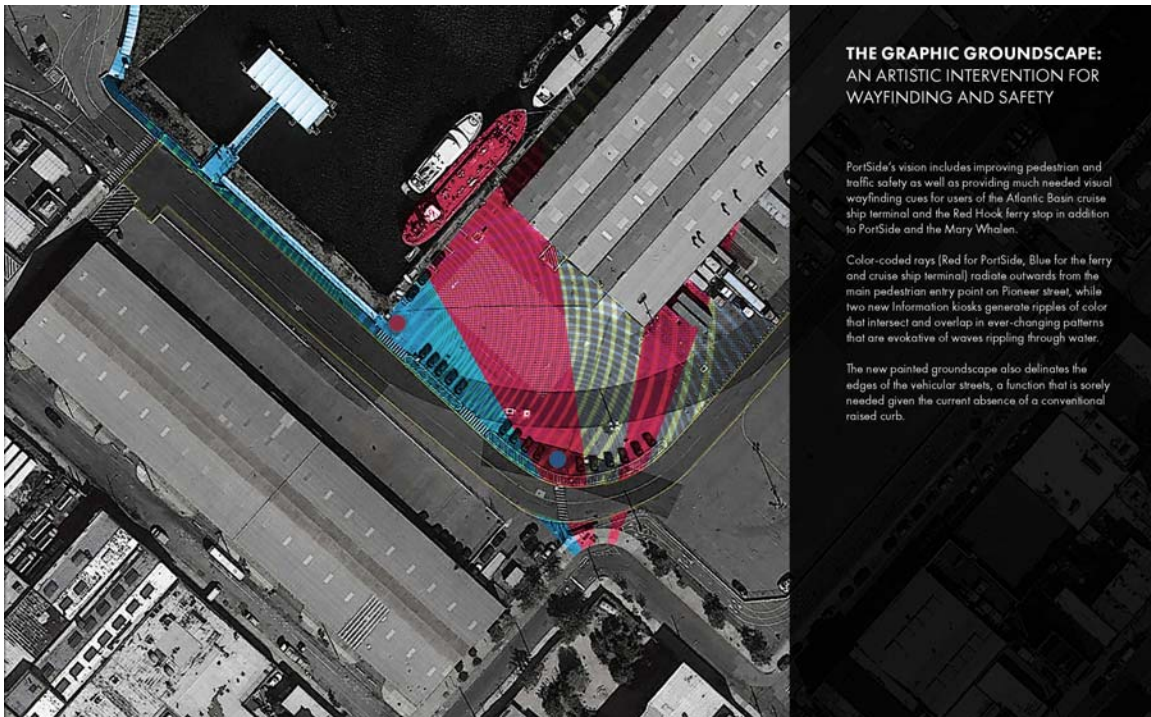 THE GRAPHIC GROUNDSCAPE:
AN ARTISTIC INTERVENTION FOR
WAYFINDING AND SAFETY
PortSide's vision includes improving pedestrian and
traffic safety as well as providing much needed visual
wayfinding cues for users of the Atlantic Basin cruise
ship terminal and the Red Hook ferry stop in addition
to PortSide and the Mary Whalen.
Color-coded rays (Red for PortSide, Blue for the ferry
and cruise ship terminal) radiate outwards from the
main pedestrian entry point on Pioneer street, while
two new Information kiosks generate ripples of color
that intersect and overlap in ever-changing patterns
that are evokative of waves rippling through water.
The new painted groundscape also delinates the
edges of the vehicular streets, a function that is sorely
needed given the current absence of a conventional
raised curb.